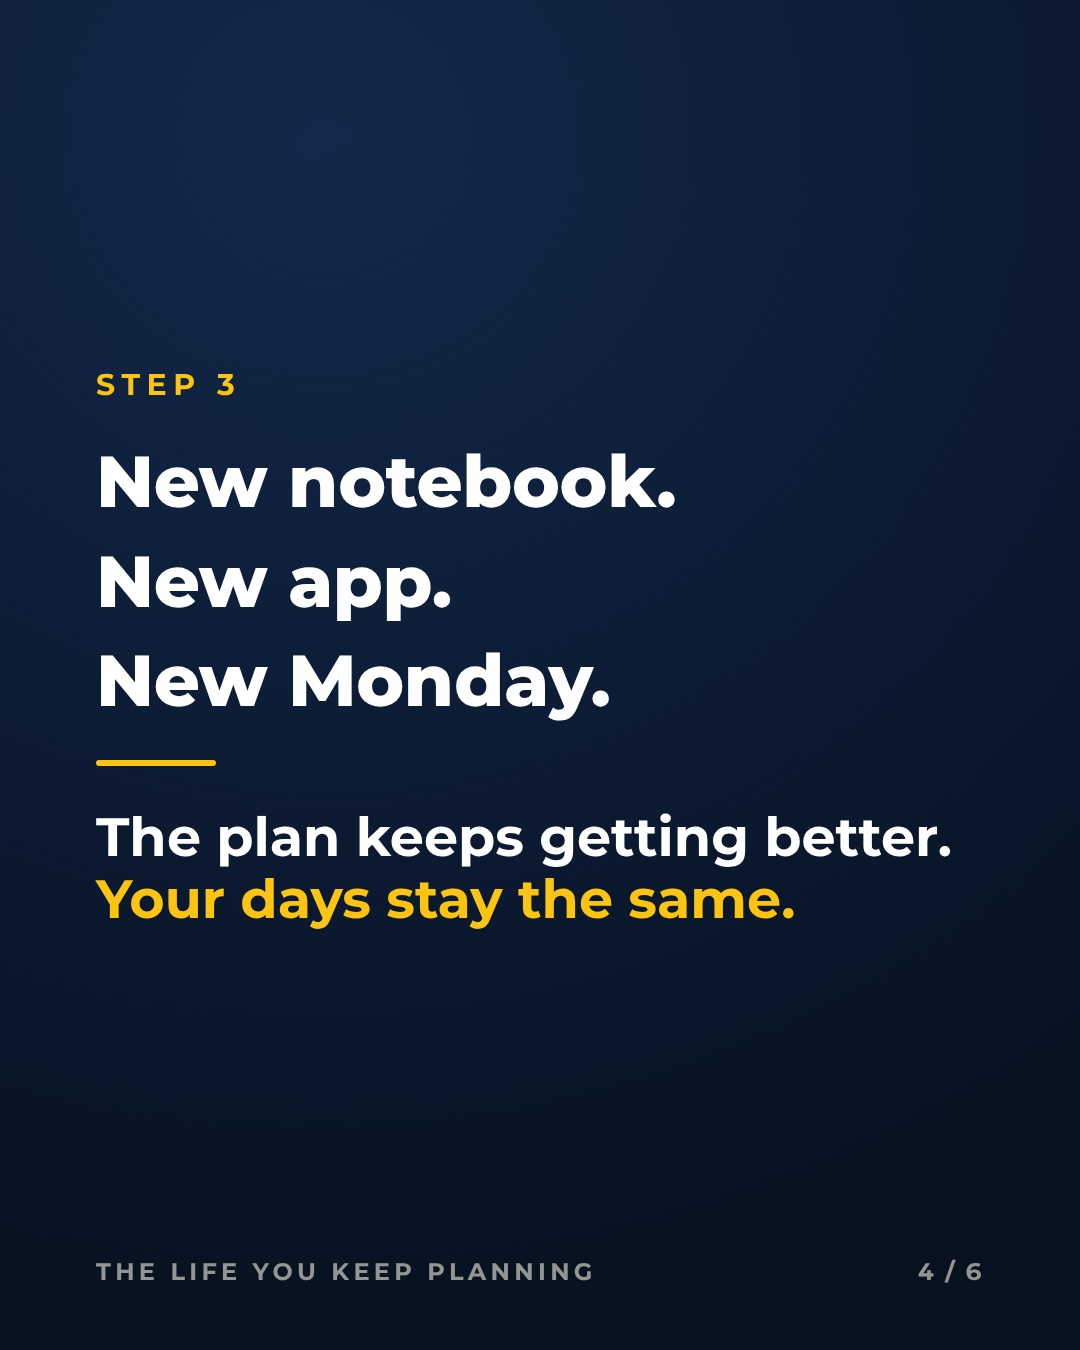 STEP 3
New notebook.
New app.
New Monday.
The plan keeps getting better.
Your days stay the same.
THE LIFE YOU KEEP PLANNING
4 / 6